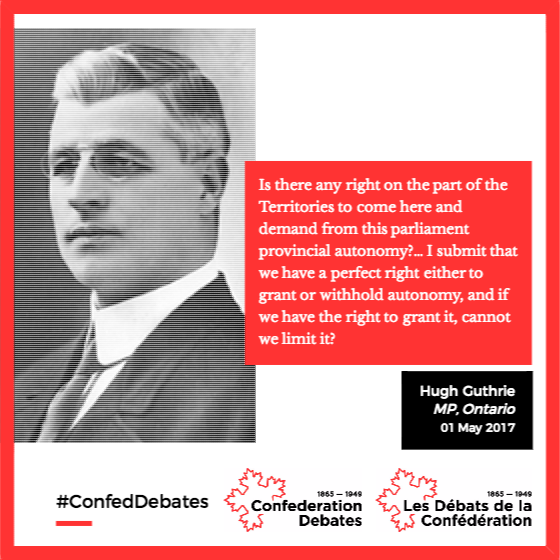 Is there any right on the part of the
Territories to come here and
demand from this parliament
provincial autonomy?... I submit that
we have a perfect right either to
grant or withhold autonomy, and if
we have the right to grant it, cannot
we limit it?
Hugh Guthrie
MP, Ontario
01 May 2017
#ConfedDebates
1865 — 1949
Confederation
Debates
1865 — 1949
Les Débats de la
Confédération